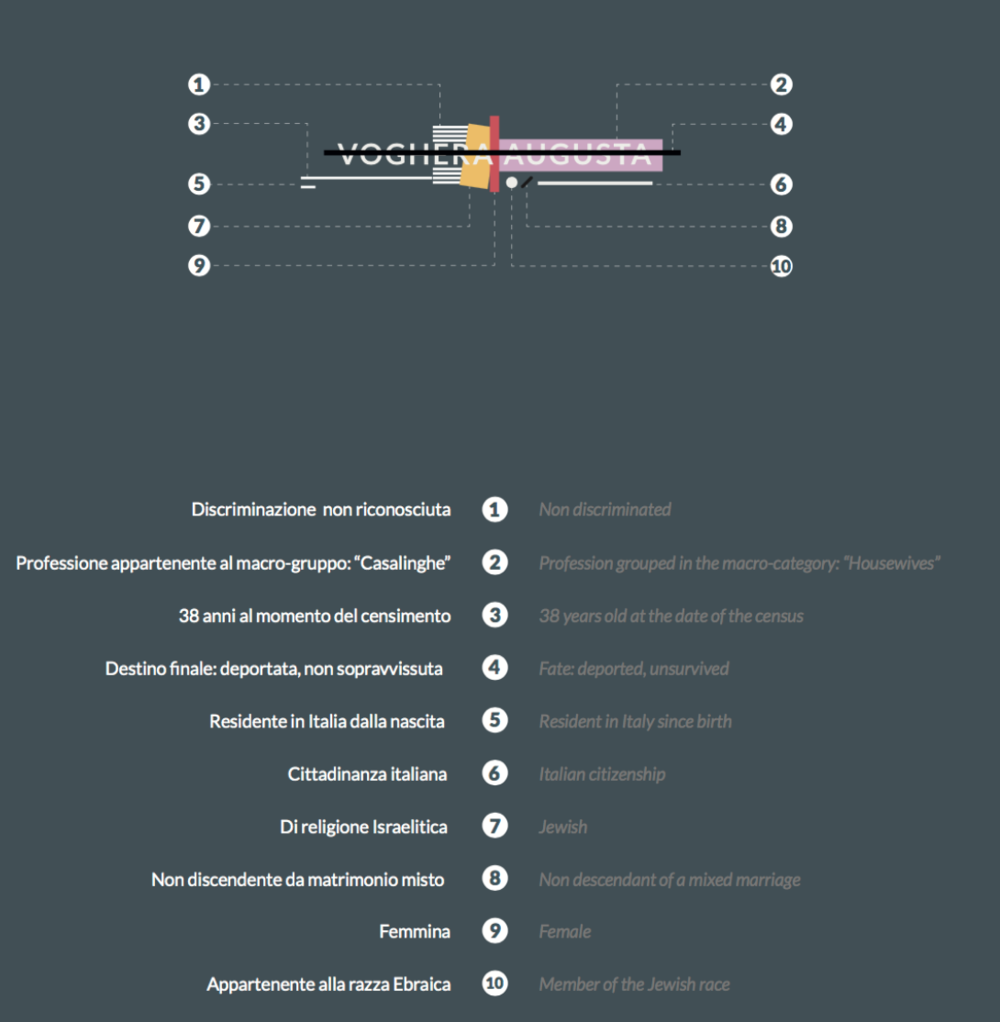 1
2
3
4
VOGHERA AUGUSTA
5
6
7
8
9
10
Discriminazione non riconosciuta 1 Non discriminated
Professione appartenente al macro-gruppo: “Casalinghe” 2 Profession grouped in the macro-category: “Housewives”
38 anni al momento del censimento 3 38 years old at the date of the census
Destino finale: deportata, non sopravvissuta 4 Fate: deported, unsurvived
Residente in Italia dalla nascita 5 Resident in Italy since birth
Cittadinanza italiana 6 Italian citizenship
Di religione Israelitica 7 Jewish
Non discendente da matrimonio misto 8 Non descendant of a mixed marriage
Femmina 9 Female
Appartenente alla razza Ebraica 10 Member of the Jewish race